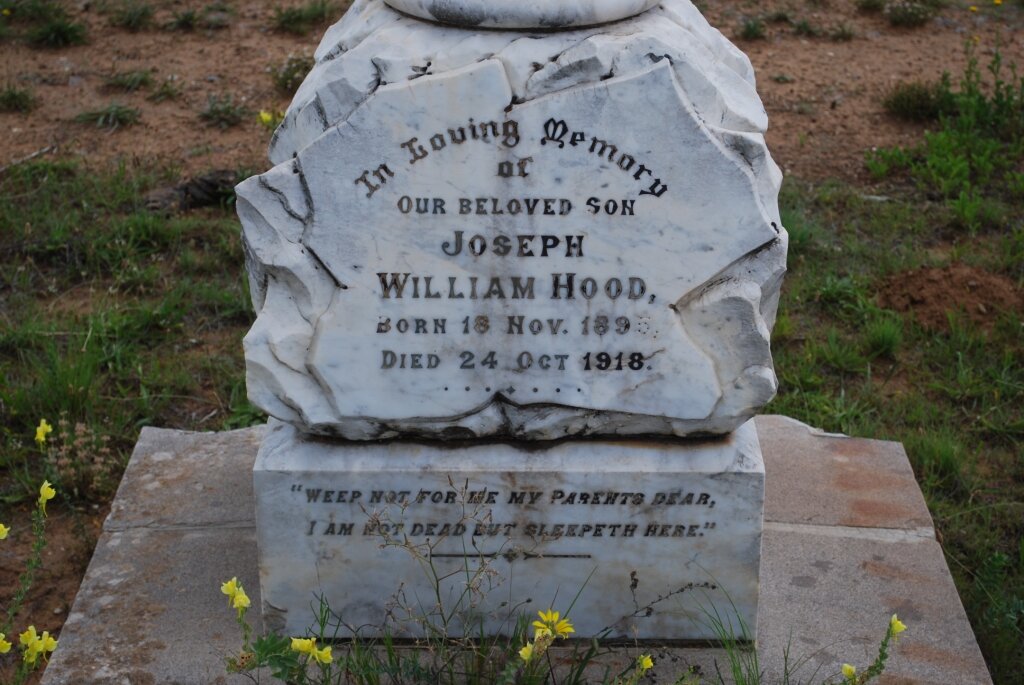 In Loving Memory
of
OUR BELOVED SON
JOSEPH
WILLIAM HOOD,
BORN 18 NOV.
DIED 24 OCT 1918.
"WEEP NOT FOR ME MY PARENTS DEAR,
I AM NOT DEAD BUT SLEEPETH HERE."